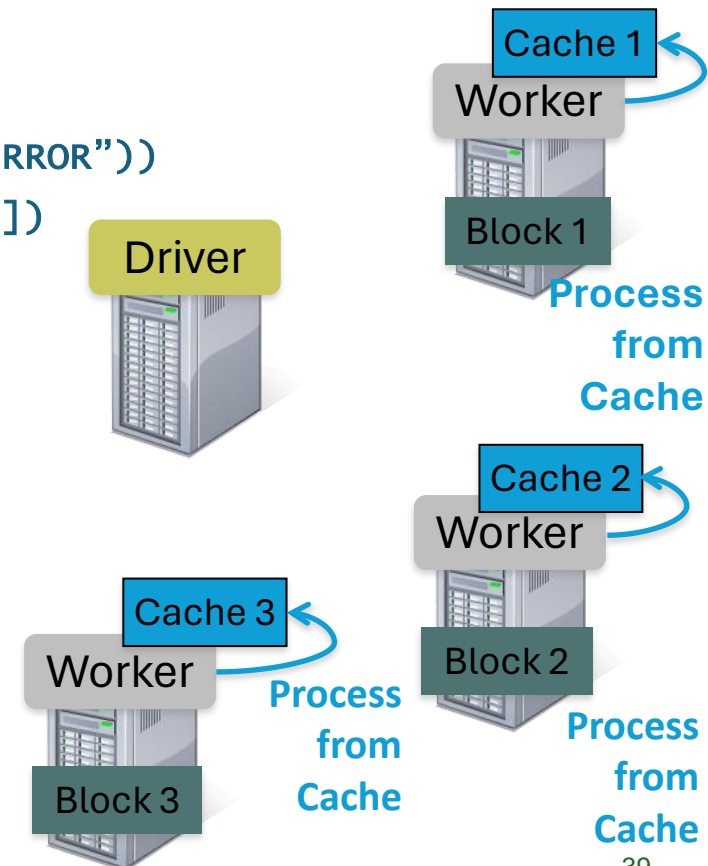 RROR”))
])
Driver
Cache 1
Worker
Block 1
Process
from
Cache
Cache 2
Worker
Block 2
Process
from
Cache
Cache 3
Worker
Block 3
Process
from
Cache